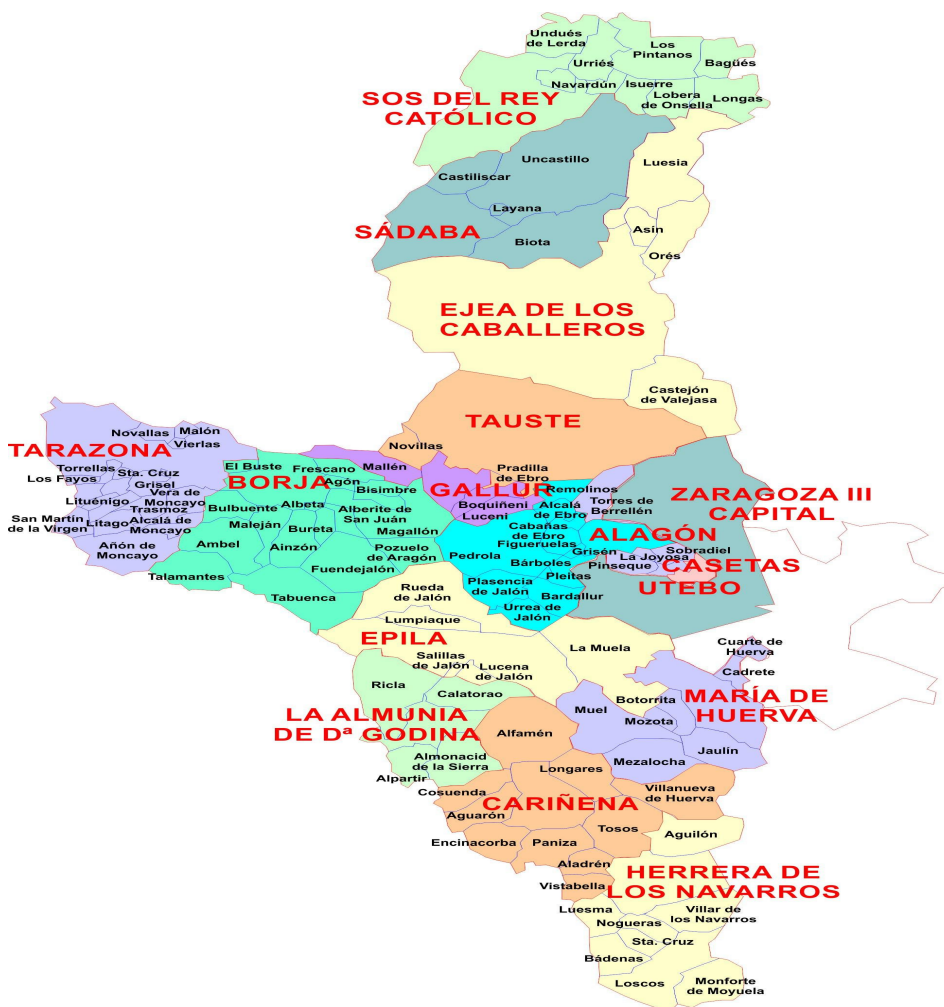 Undués
de Lerda
Los
Pintanos
Urriés
Bagüés
Navardún
Isuerre
Lobera
de Onsella
Longas
SOS DEL REY
CATÓLICO
Uncastillo
Luesia
Castiliscar
Layana
SÁDABA
Biota
Asín
Orés
EJEA DE LOS
CABALLEROS
Castejón
de Valejasa
TAUSTE
Novillas
Pradilla
de Ebro
TARAZONA
Novallas
Malón
Vierlas
Torrellas
Los Fayos
Sta. Cruz
Grisel
Lituénigo
Vera de
Moncayo
Trasmoz
San Martín
de la Virgen
Litago
Alcalá de
Moncayo
Añón de
Moncayo
El Buste
Frescano
Mallén
BORJA
Agón
Bisimbre
Bulbuente
Albeta
Alberite de
San Juán
Maleján
Bureta
Magallón
Ambel
Ainzón
Pozuelo
de Aragón
Fuendejalón
Talamantes
Tabuenca
GALLUR
Boquiñeni
Luceni
Remolinos
Alcalá
de Ebro
Torres de
Berrellén
Cabañas
de Ebro
ALAGÓN
Figueruelas
Pedrola
Grisén
Bárboles
La Joyosa
Sobradiel
Pinseque
CASETAS
Pleitas
UTEBO
Plasencia
de Jalón
Bardallur
Urrea de
Jalón
ZARAGOZA III
CAPITAL
Rueda
de Jalón
Lumpiaque
EPILA
Salillas
de Jalón
Lucena
de Jalón
La Muela
Cuarte de
Huerva
Cadrete
Botorrita
MARÍA DE
HUERVA
Muel
Mozota
Jaulín
Mezalocha
Ricla
Calatorao
LA ALMUNIA
DE Dª GODINA
Alfamén
Almonacid
de la Sierra
Alpartir
Longares
Cosuenda
CARIÑENA
Villanueva
de Huerva
Aguarón
Tosos
Aguilón
Encinacorba
Paniza
Aladrén
Vistabella
HERRERA DE
LOS NAVARROS
Luesma
Villar de
los Navarros
Nogueras
Sta. Cruz
Bádenas
Loscos
Monforte
de Moyuela